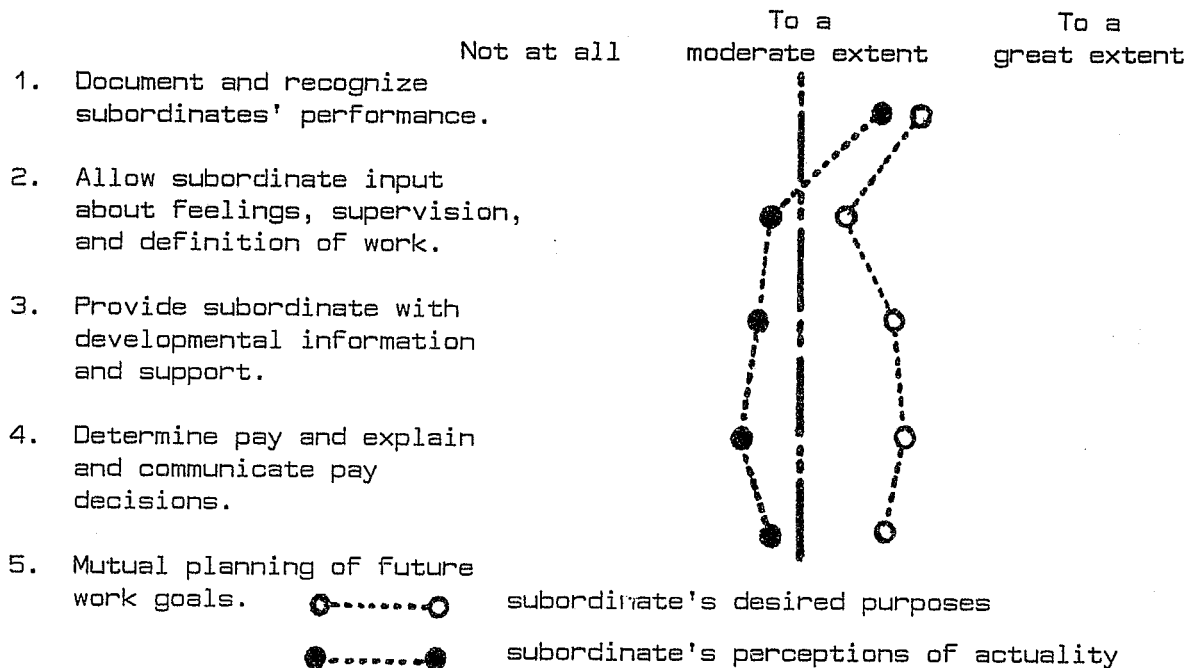 To a To a
Not at all moderate extent great extent
1. Document and recognize
subordinates' performance.
2. Allow subordinate input
about feelings, supervision,
and definition of work.
3. Provide subordinate with
developmental information
and support.
4. Determine pay and explain
and communicate pay
decisions.
5. Mutual planning of future
work goals.
subordinate's desired purposes
subordinate's perceptions of actuality